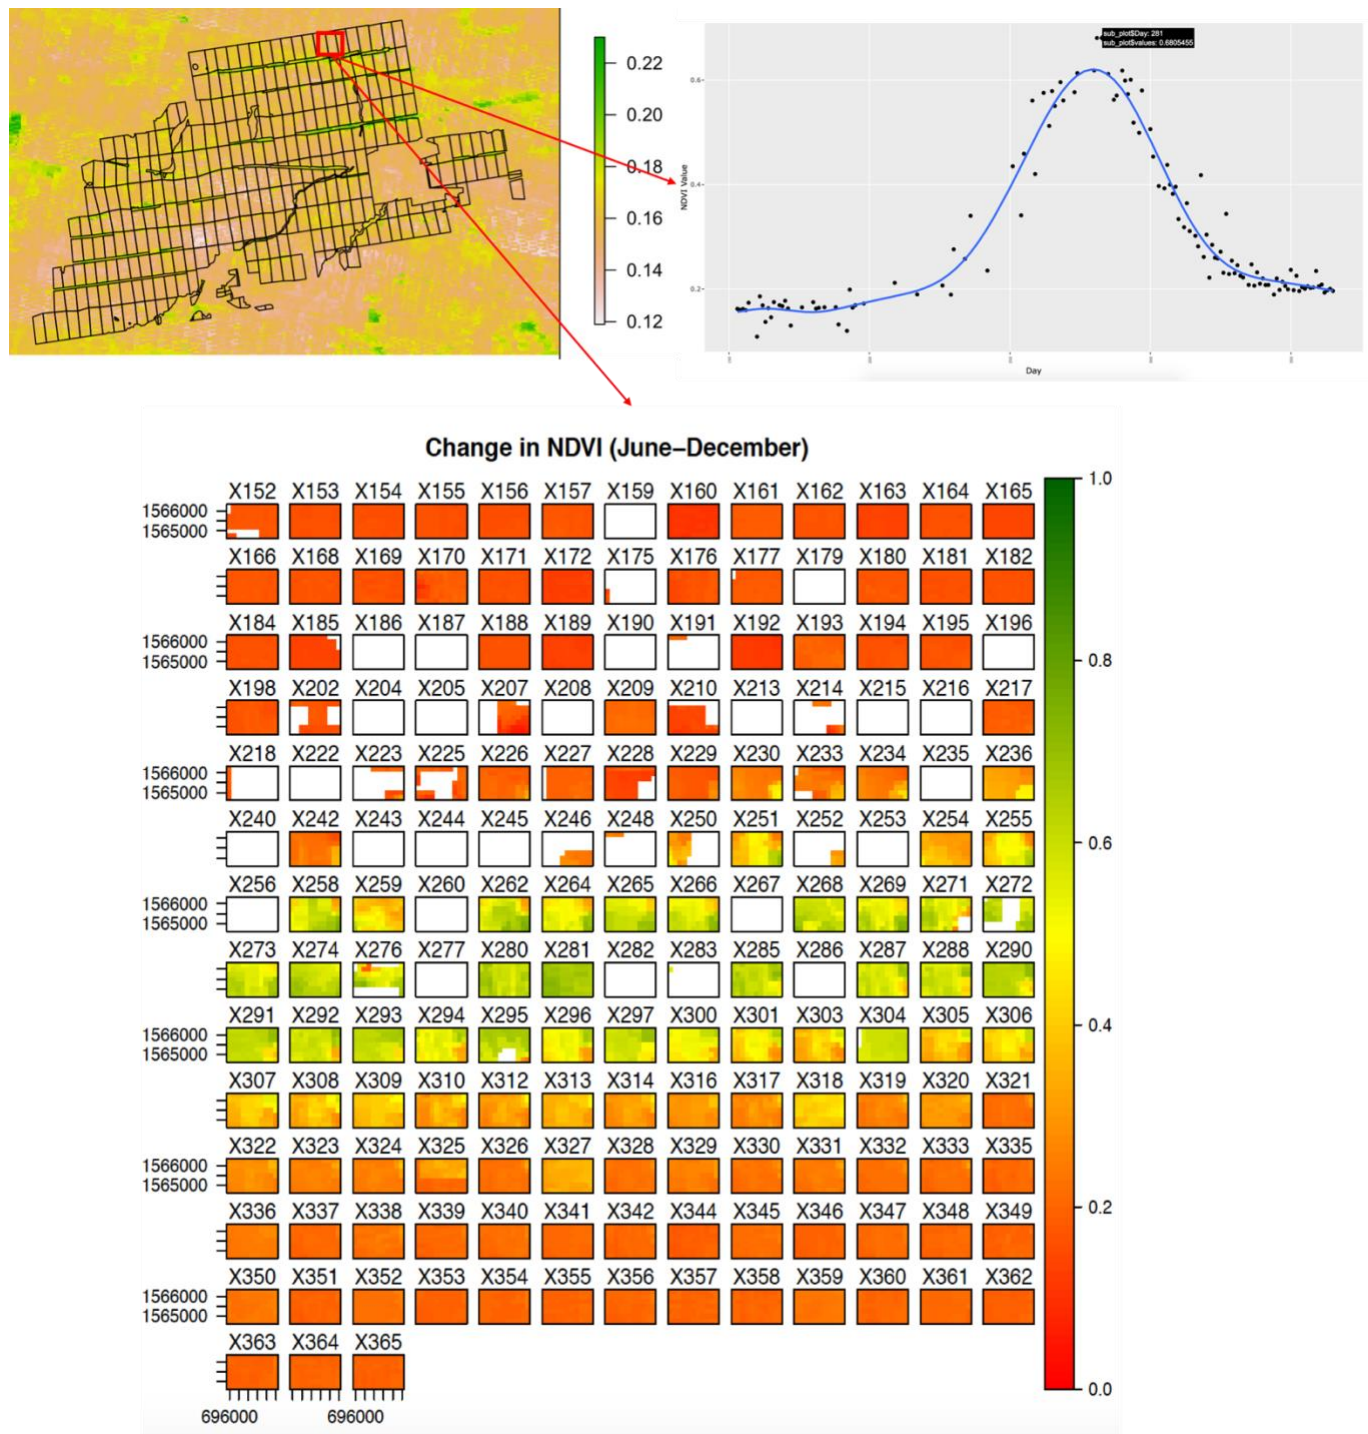 0.22
0.20
0.18
0.16
0.14
0.12
sub_plot$Day: 281
sub_plot$values: 0.6805455
0.6
0.4
0.2
NDVI Value
Day
Change in NDVI (June–December)
X152 X153 X154 X155 X156 X157 X159 X160 X161 X162 X163 X164 X165
1566000
1565000
X166 X168 X169 X170 X171 X172 X175 X176 X177 X179 X180 X181 X182
X184 X185 X186 X187 X188 X189 X190 X191 X192 X193 X194 X195 X196
1566000
1565000
X198 X202 X204 X205 X207 X208 X209 X210 X213 X214 X215 X216 X217
X218 X222 X223 X225 X226 X227 X228 X229 X230 X233 X234 X235 X236
1566000
1565000
X240 X242 X243 X244 X245 X246 X248 X250 X251 X252 X253 X254 X255
X256 X258 X259 X260 X262 X264 X265 X266 X267 X268 X269 X271 X272
1566000
1565000
X273 X274 X276 X277 X280 X281 X282 X283 X285 X286 X287 X288 X290
X291 X292 X293 X294 X295 X296 X297 X300 X301 X303 X304 X305 X306
1566000
1565000
X307 X308 X309 X310 X312 X313 X314 X316 X317 X318 X319 X320 X321
X322 X323 X324 X325 X326 X327 X328 X329 X330 X331 X332 X333 X335
1566000
1565000
X336 X337 X338 X339 X340 X341 X342 X344 X345 X346 X347 X348 X349
X350 X351 X352 X353 X354 X355 X356 X357 X358 X359 X360 X361 X362
1566000
1565000
X363 X364 X365
696000 696000
1.0
0.8
0.6
0.4
0.2
0.0